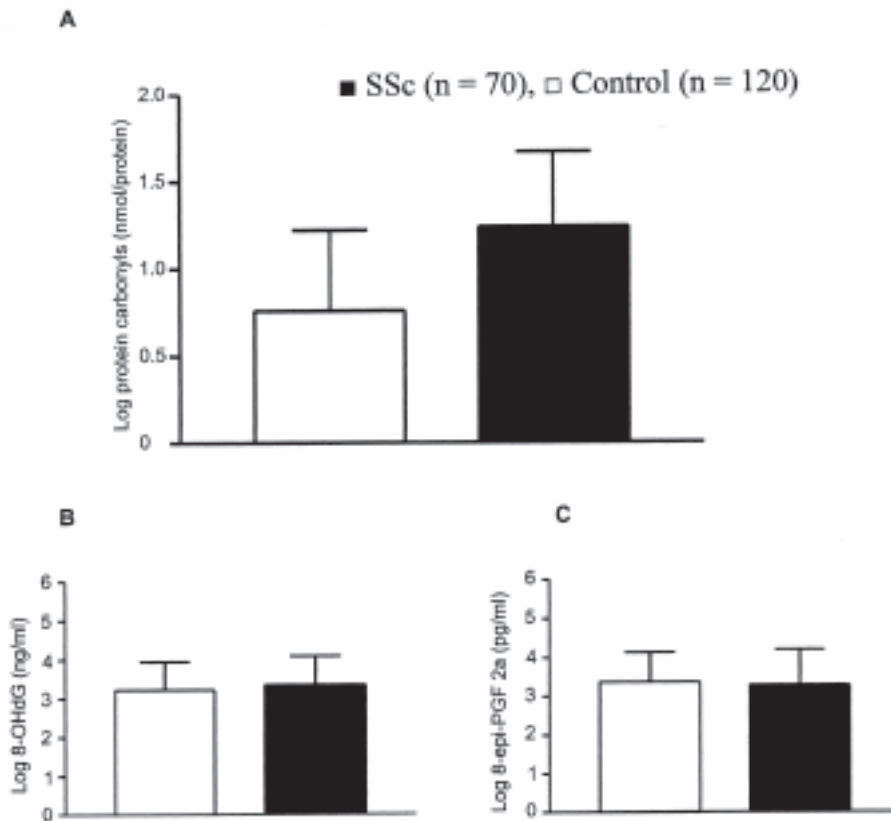 A
■ SSc (n = 70), □ Control (n = 120)
Log protein carbonyls (nmol/protein)
2.0
1.5
1.0
0.5
0
B
Log 8-OHdG (ng/ml)
6
5
4
3
2
1
0
C
Log 8-epi-PGF 2a (pg/ml)
6
5
4
3
2
1
0